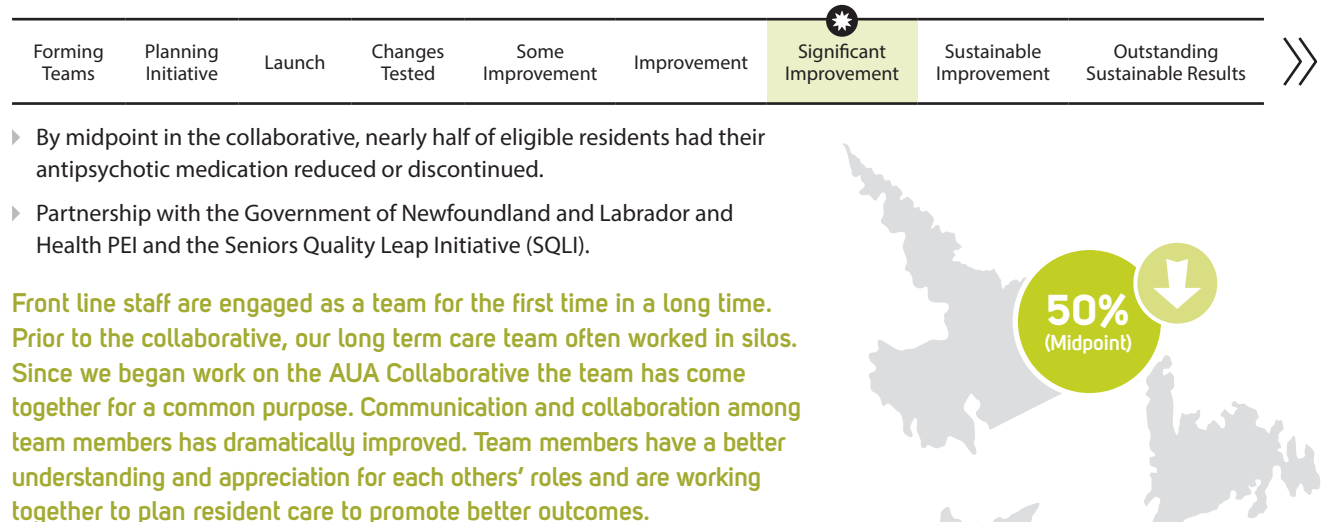 Forming Teams
Planning Initiative
Launch
Changes Tested
Some Improvement
Improvement
Significant Improvement
Sustainable Improvement
Outstanding Sustainable Results
By midpoint in the collaborative, nearly half of eligible residents had their
antipsychotic medication reduced or discontinued.
Partnership with the Government of Newfoundland and Labrador and
Health PEI and the Seniors Quality Leap Initiative (SQLI).
Front line staff are engaged as a team for the first time in a long time.
Prior to the collaborative, our long term care team often worked in silos.
Since we began work on the AUA Collaborative the team has come
together for a common purpose. Communication and collaboration among
team members has dramatically improved. Team members have a better
understanding and appreciation for each others’ roles and are working
together to plan resident care to promote better outcomes.
50%
(Midpoint)